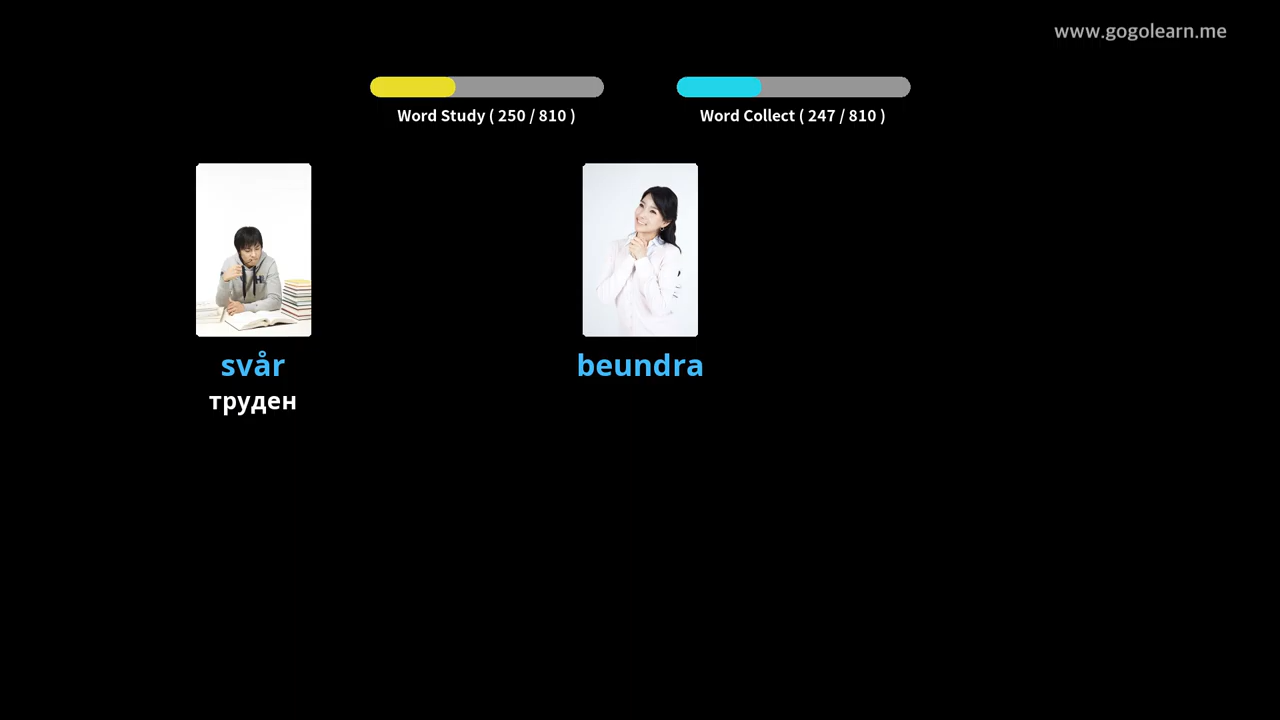 www.gogolearn.me
Word Study ( 250 / 810 )
Word Collect ( 247 / 810 )
svår
beundra
труден